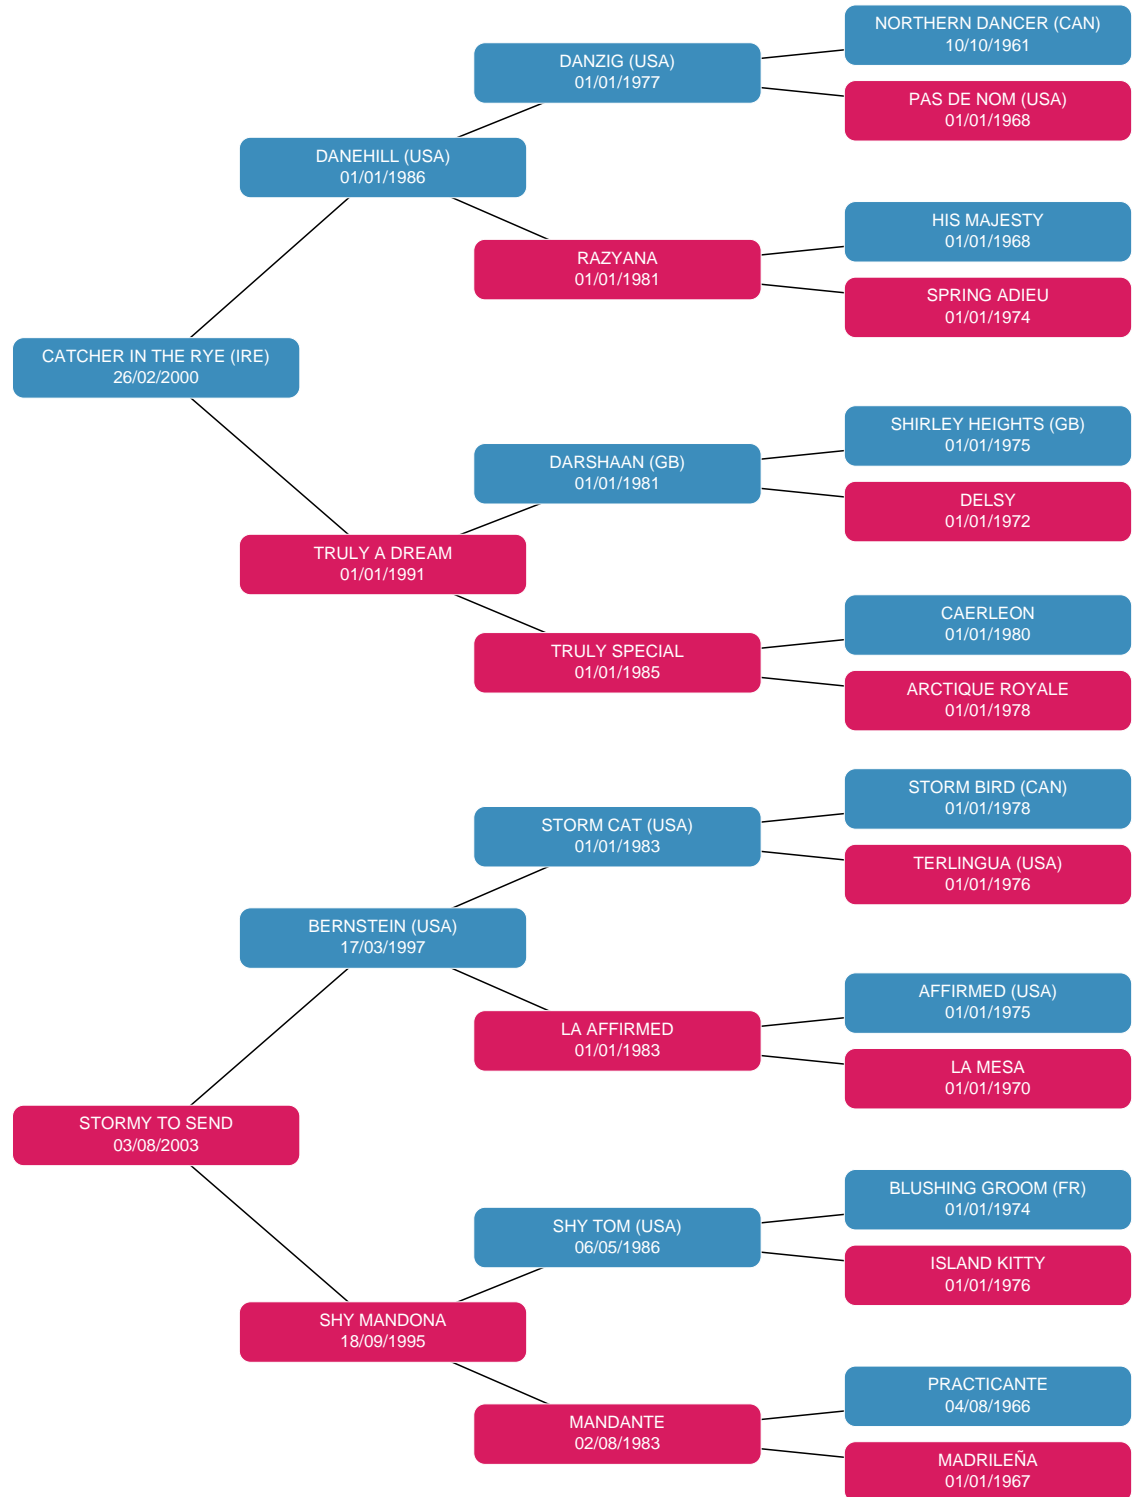 NORTHERN DANCER (CAN)
10/10/1961
DANZIG (USA)
01/01/1977
PAS DE NOM (USA)
01/01/1968
DANEHILL (USA)
01/01/1986
HIS MAJESTY
01/01/1968
RAZYANA
01/01/1981
SPRING ADIEU
01/01/1974
CATCHER IN THE RYE (IRE)
26/02/2000
SHIRLEY HEIGHTS (GB)
01/01/1975
DARSHAAN (GB)
01/01/1981
DELSY
01/01/1972
TRULY A DREAM
01/01/1991
CAERLEON
01/01/1980
TRULY SPECIAL
01/01/1985
ARCTIQUE ROYALE
01/01/1978
STORM BIRD (CAN)
01/01/1978
STORM CAT (USA)
01/01/1983
TERLINGUA (USA)
01/01/1976
BERNSTEIN (USA)
17/03/1997
AFFIRMED (USA)
01/01/1975
LA AFFIRMED
01/01/1983
LA MESA
01/01/1970
STORMY TO SEND
03/08/2003
BLUSHING GROOM (FR)
01/01/1974
SHY TOM (USA)
06/05/1986
ISLAND KITTY
01/01/1976
SHY MANDONA
18/09/1995
PRACTICANTE
04/08/1966
MANDANTE
02/08/1983
MADRILEÑA
01/01/1967